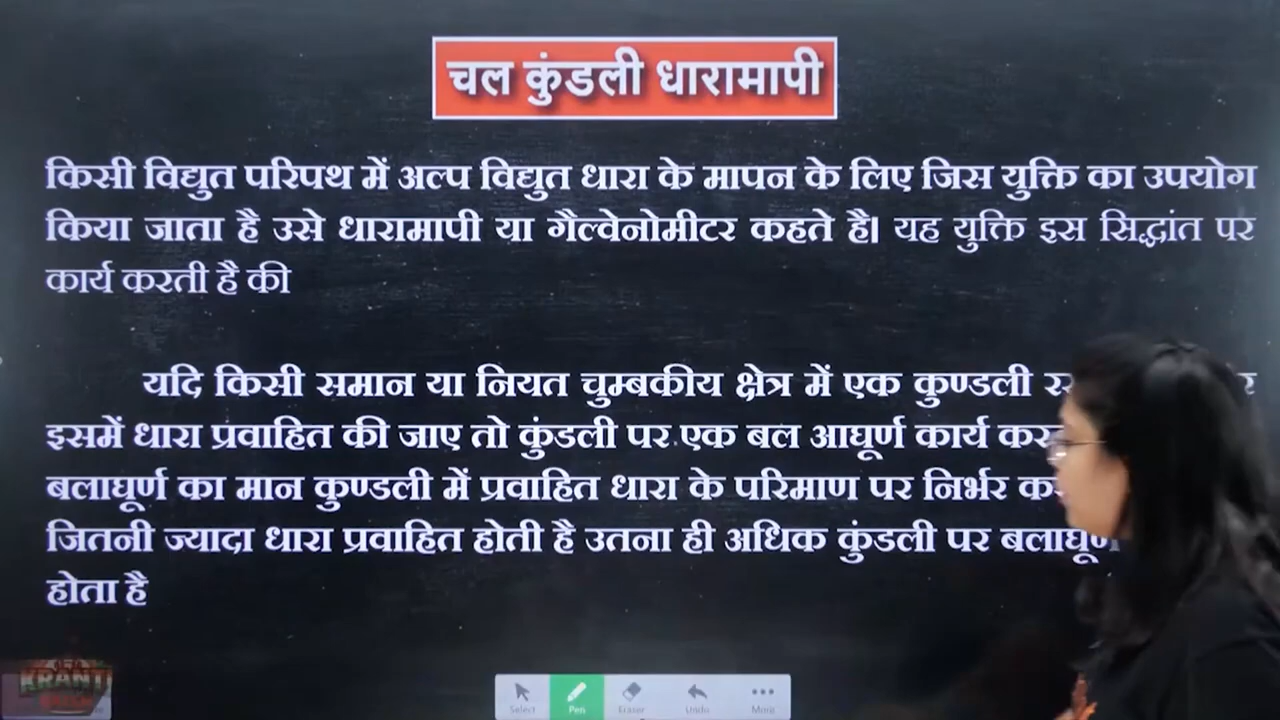 चल कुंडली धारामापी
किसी विद्युत परिपथ में अल्प विद्युत धारा के मापन के लिए जिस युक्ति का उपयोग
किया जाता है उसे धारामापी या गैल्वेनोमीटर कहते है। यह युक्ति इस सिद्धांत पर
कार्य करती है की
यदि किसी समान या नियत चुम्बकीय क्षेत्र में एक कुण्डली
इसमें धारा प्रवाहित की जाए तो कुंडली पर एक बल आघूर्ण कार्य
बलाघूर्ण का मान कुण्डली में प्रवाहित धारा के परिमाण पर निर्भर
जितनी ज्यादा धारा प्रवाहित होती है उतना ही अधिक कुंडली पर बलाघूर्ण
होता है
KRANTI
Select Pen Eraser Undo More